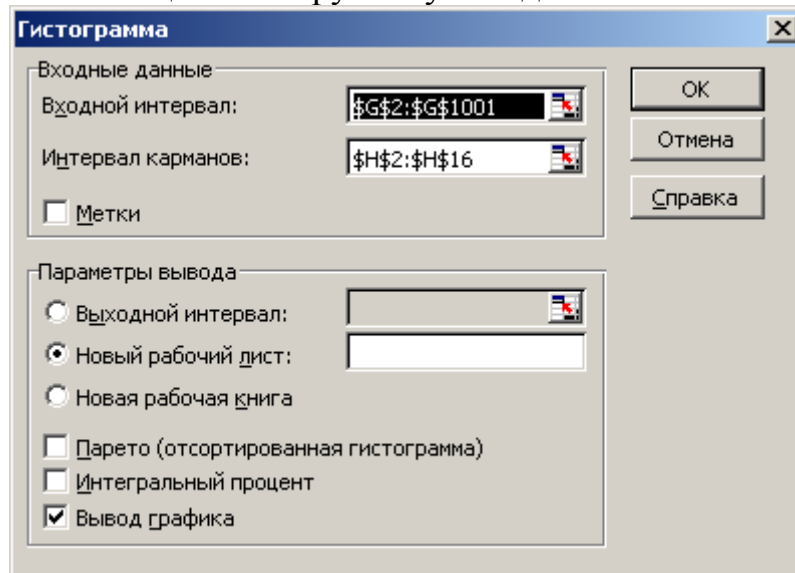 Гистограмма
Входные данные
Входной интервал:
$G$2:$G$1001
Интервал карманов:
$H$2:$H$16
Метки
OK
Отмена
Справка
Параметры вывода
Выходной интервал:
Новый рабочий лист:
Новая рабочая книга
Парето (отсортированная гистограмма)
Интегральный процент
Вывод графика